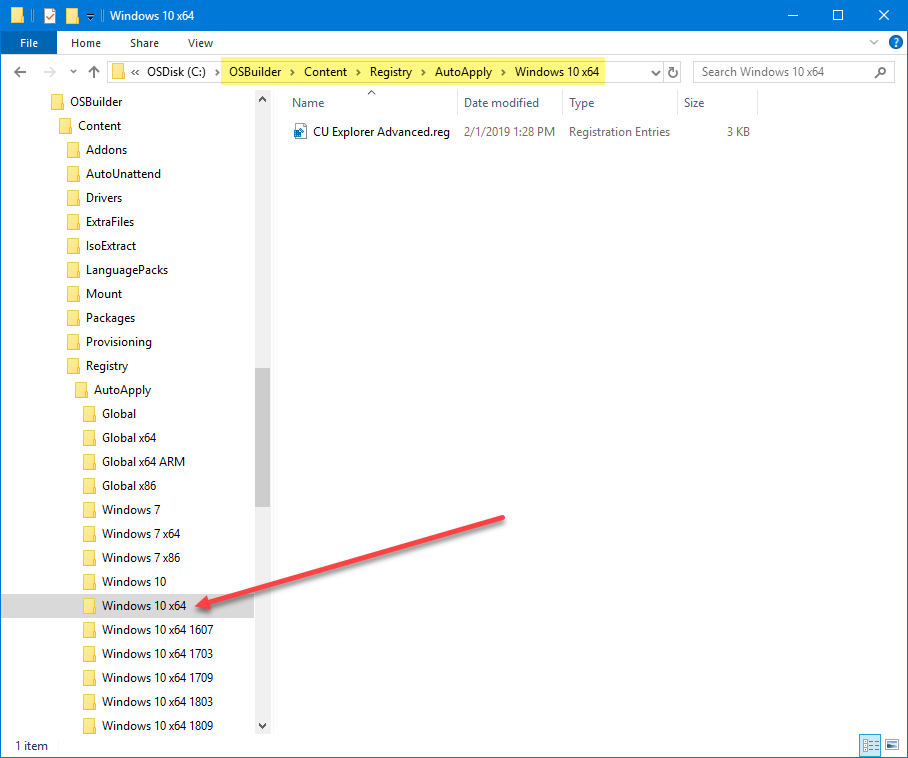 Windows 10 x64
File Home Share View
« OSDisk (C:) › OSBuilder › Content › Registry › AutoApply › Windows 10 x64
Search Windows 10 x64
OSBuilder
Content
Addons
AutoUnattend
Drivers
ExtraFiles
IsoExtract
LanguagePacks
Mount
Packages
Provisioning
Registry
AutoApply
Global
Global x64
Global x64 ARM
Global x86
Windows 7
Windows 7 x64
Windows 7 x86
Windows 10
Windows 10 x64
Windows 10 x64 1607
Windows 10 x64 1703
Windows 10 x64 1709
Windows 10 x64 1803
Windows 10 x64 1809
Name Date modified Type Size
CU Explorer Advanced.reg 2/1/2019 1:28 PM Registration Entries 3 KB
1 item